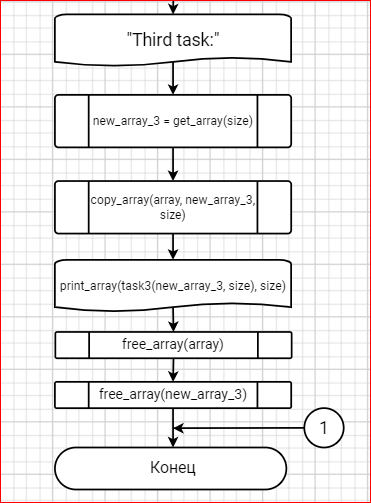 "Third task:"
new_array_3 = get_array(size)
copy_array(array, new_array_3,
size)
print_array(task3(new_array_3, size), size)
free_array(array)
free_array(new_array_3)
1
Конец